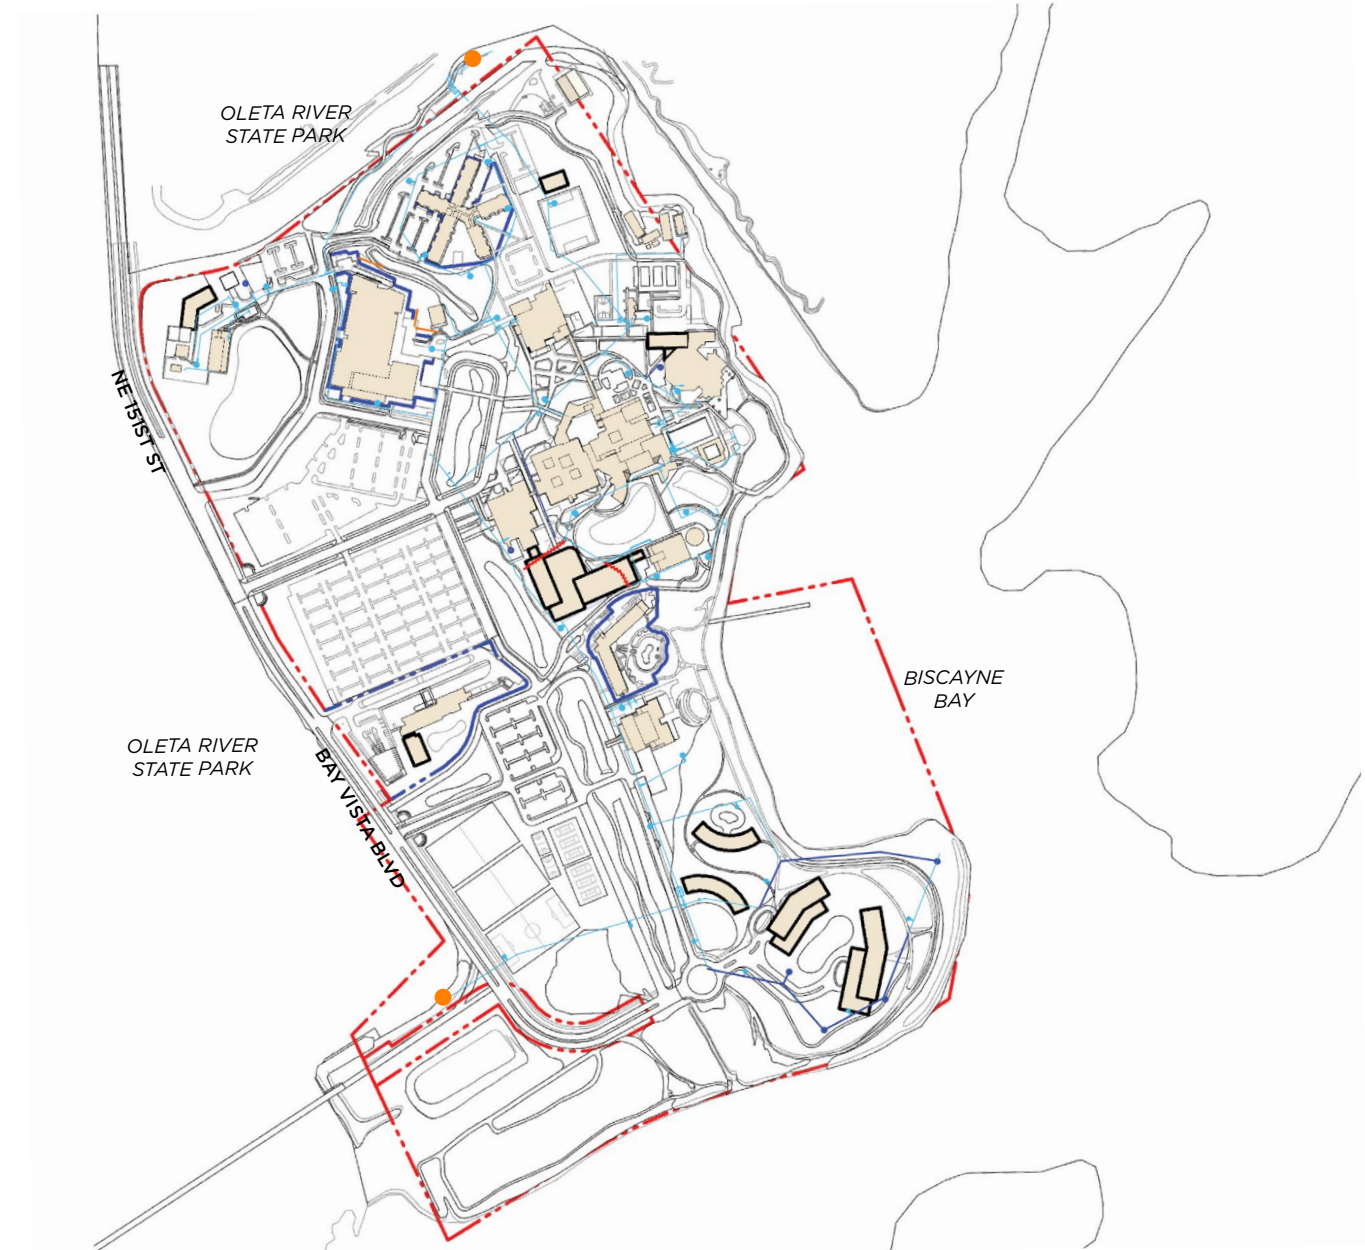 OLETA RIVER
STATE PARK
NE 151ST ST
BISCAYNE
BAY
OLETA RIVER
STATE PARK
BAY VISTA BLVD